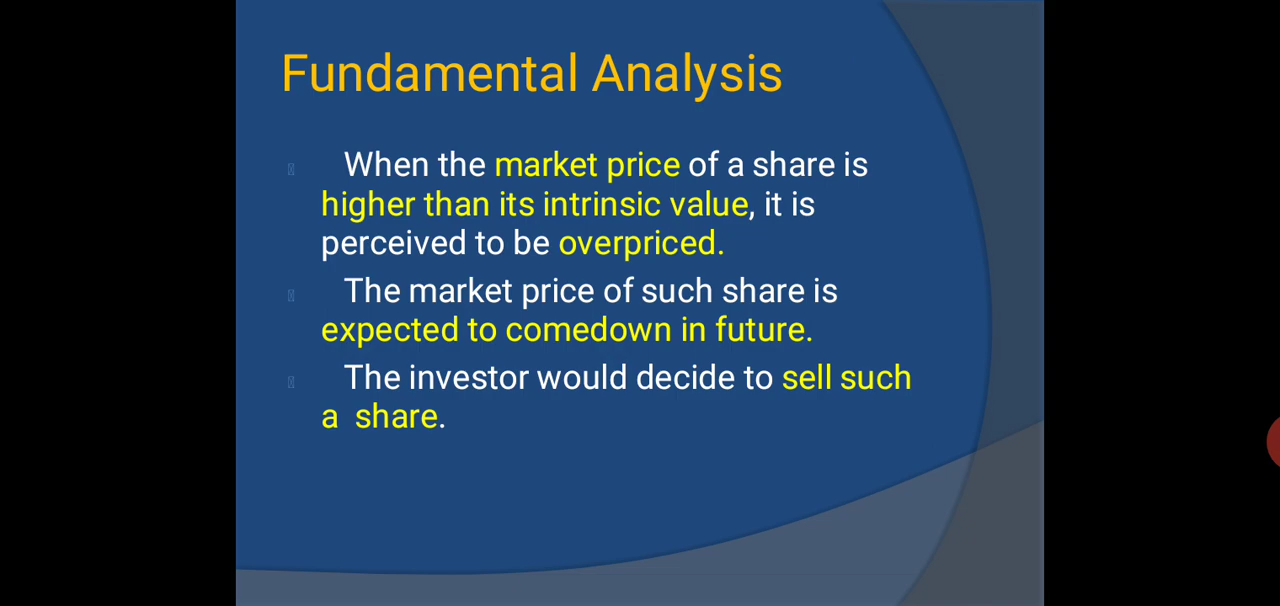 Fundamental Analysis
When the market price of a share is
higher than its intrinsic value, it is
perceived to be overpriced.
The market price of such share is
expected to comedown in future.
The investor would decide to sell such
a  share.